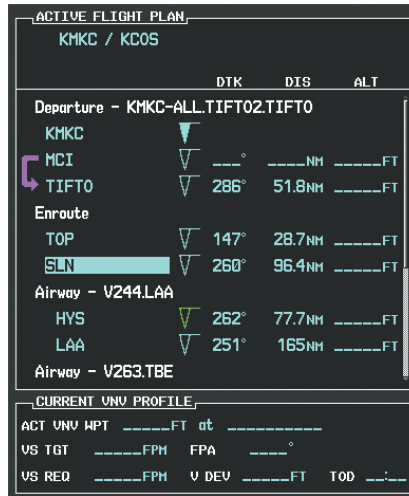 ACTIVE FLIGHT PLAN
KMKC / KCOS
DTK DIS ALT
Departure – KMKC-ALL.TIFTO2.TIFTO
KMKC
MCI ___° ____NM _____FT
TIFTO 286° 51.8NM _____FT
Enroute
TOP 147° 28.7NM _____FT
SLN 260° 96.4NM _____FT
Airway – V244.LAA
HYS 262° 77.7NM _____FT
LAA 251° 165NM _____FT
Airway – V263.TBE
CURRENT VNV PROFILE
ACT VNV WPT _____FT at __________
VS TGT _____FPM FPA ____°
VS REQ _____FPM V DEV _____FT TOD __:__